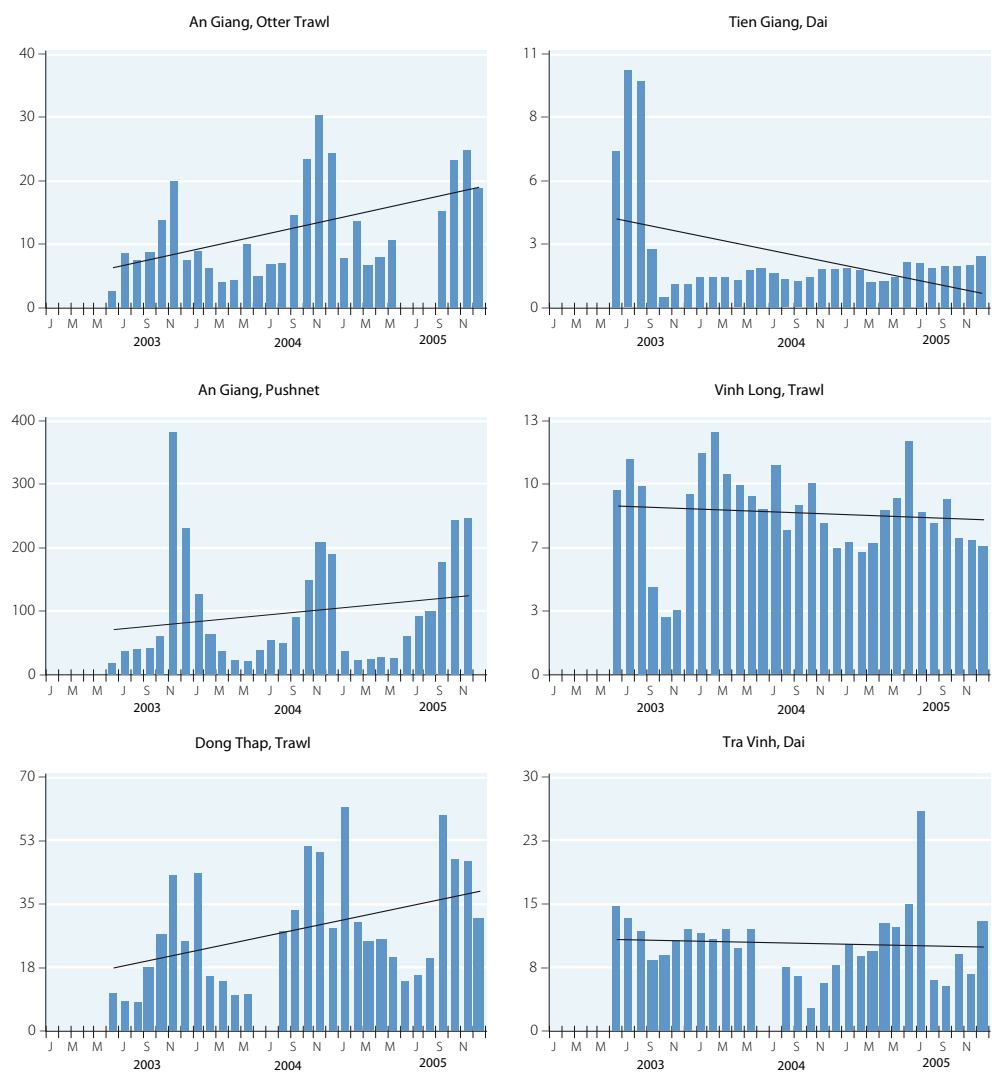 An Giang, Otter Trawl
40
30
20
10
0
J M M J S N J M M J S N J M M J S N
2003 2004 2005
Tien Giang, Dai
11
8
6
3
0
J M M J S N J M M J S N J M M J S N
2003 2004 2005
An Giang, Pushnet
400
300
200
100
0
J M M J S N J M M J S N J M M J S N
2003 2004 2005
Vinh Long, Trawl
13
10
7
3
0
J M M J S N J M M J S N J M M J S N
2003 2004 2005
Dong Thap, Trawl
70
53
35
18
0
J M M J S N J M M J S N J M M J S N
2003 2004 2005
Tra Vinh, Dai
30
23
15
8
0
J M M J S N J M M J S N J M M J S N
2003 2004 2005